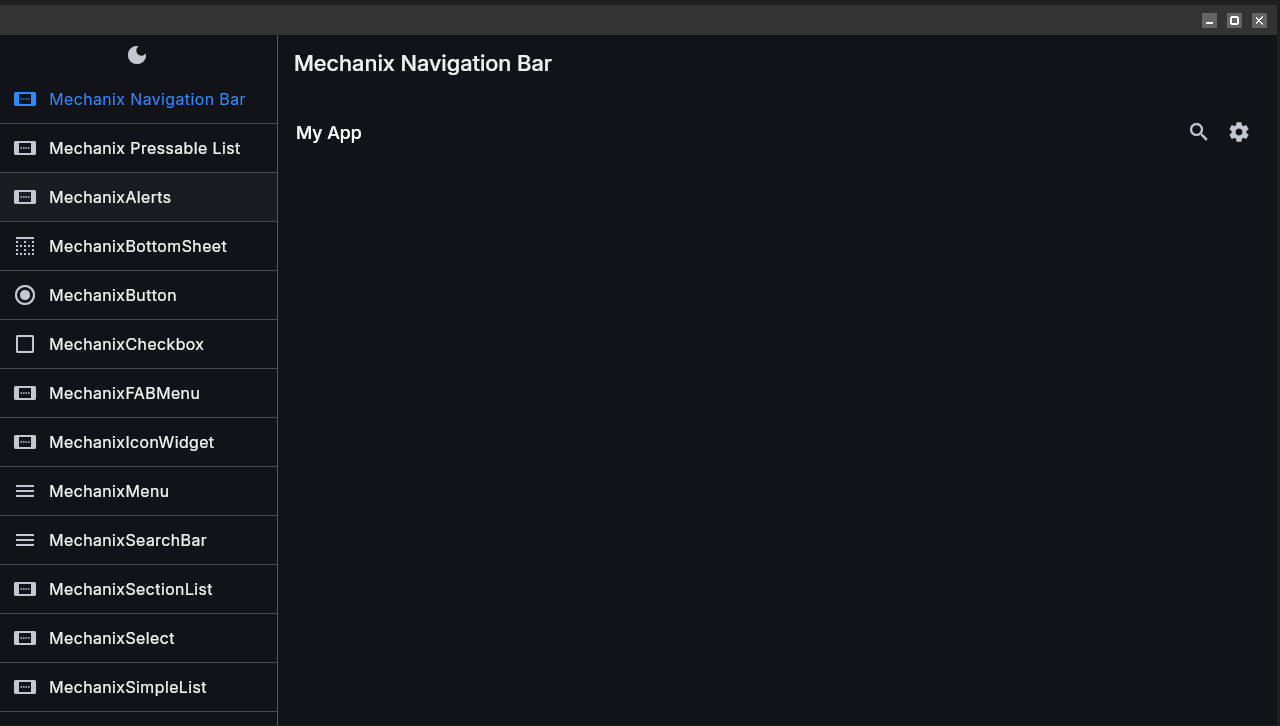 Mechanix Navigation Bar
Mechanix Pressable List
MechanixAlerts
MechanixBottomSheet
MechanixButton
MechanixCheckbox
MechanixFABMenu
MechanixIconWidget
MechanixMenu
MechanixSearchBar
MechanixSectionList
MechanixSelect
MechanixSimpleList
Mechanix Navigation Bar
My App